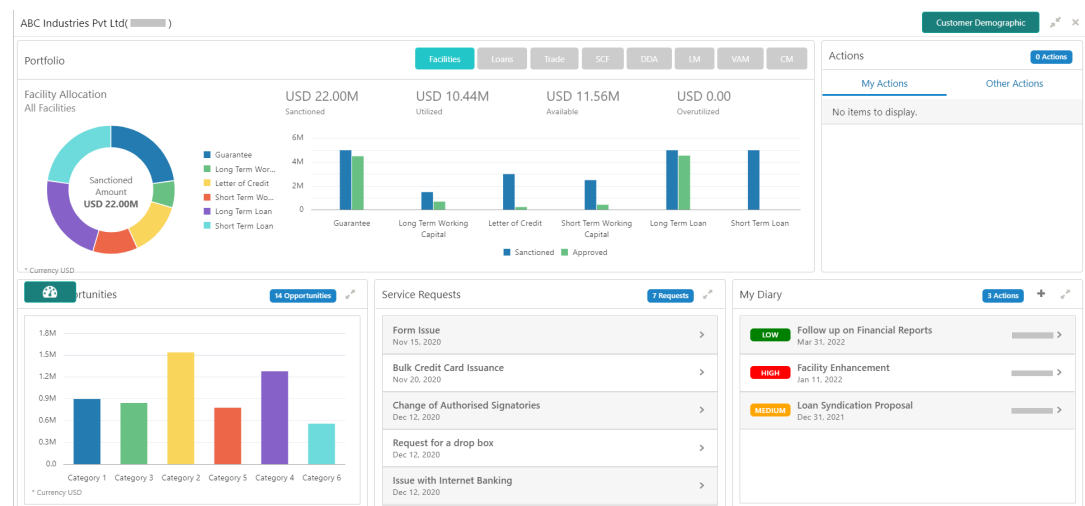 ABC Industries Pvt Ltd( )
Customer Demographic
Portfolio
Facilities Loans Trade SCF DDA LM VAM CM
Facility Allocation
All Facilities
USD 22.00M USD 10.44M USD 11.56M USD 0.00
Sanctioned Utilized Available Overutilized
Sanctioned
Amount
USD 22.00M
Guarantee
Long Term Wor...
Letter of Credit
Short Term Wo...
Long Term Loan
Short Term Loan
6M
4M
2M
0
Guarantee Long Term Working Letter of Credit Short Term Working Long Term Loan Short Term Loan
Capital Capital
Sanctioned Approved
* Currency USD
Actions
0 Actions
My Actions Other Actions
No items to display.
rtunities
14 Opportunities
1.8M
1.5M
1.2M
0.9M
0.6M
0.3M
0.0
Category 1 Category 3 Category 2 Category 5 Category 4 Category 6
* Currency USD
Service Requests
7 Requests
Form Issue
Nov 15, 2020
Bulk Credit Card Issuance
Nov 20, 2020
Change of Authorised Signatories
Dec 12, 2020
Request for a drop box
Dec 12, 2020
Issue with Internet Banking
Dec 12, 2020
My Diary
3 Actions
LOW Follow up on Financial Reports
Mar 31, 2022
HIGH Facility Enhancement
Jan 11, 2022
MEDIUM Loan Syndication Proposal
Dec 31, 2021